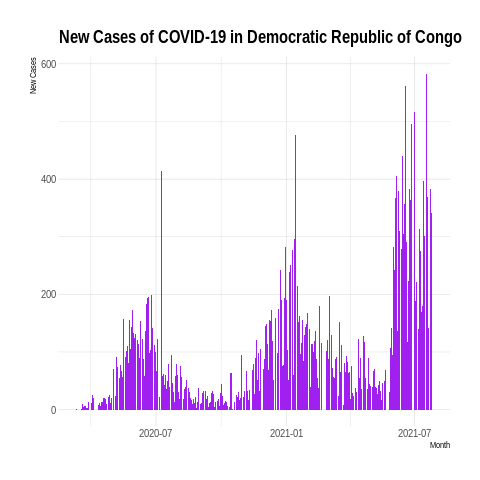 New Cases of COVID-19 in Democratic Republic of Congo
New Cases
600
400
200
0
2020-07
2021-01
2021-07
Month